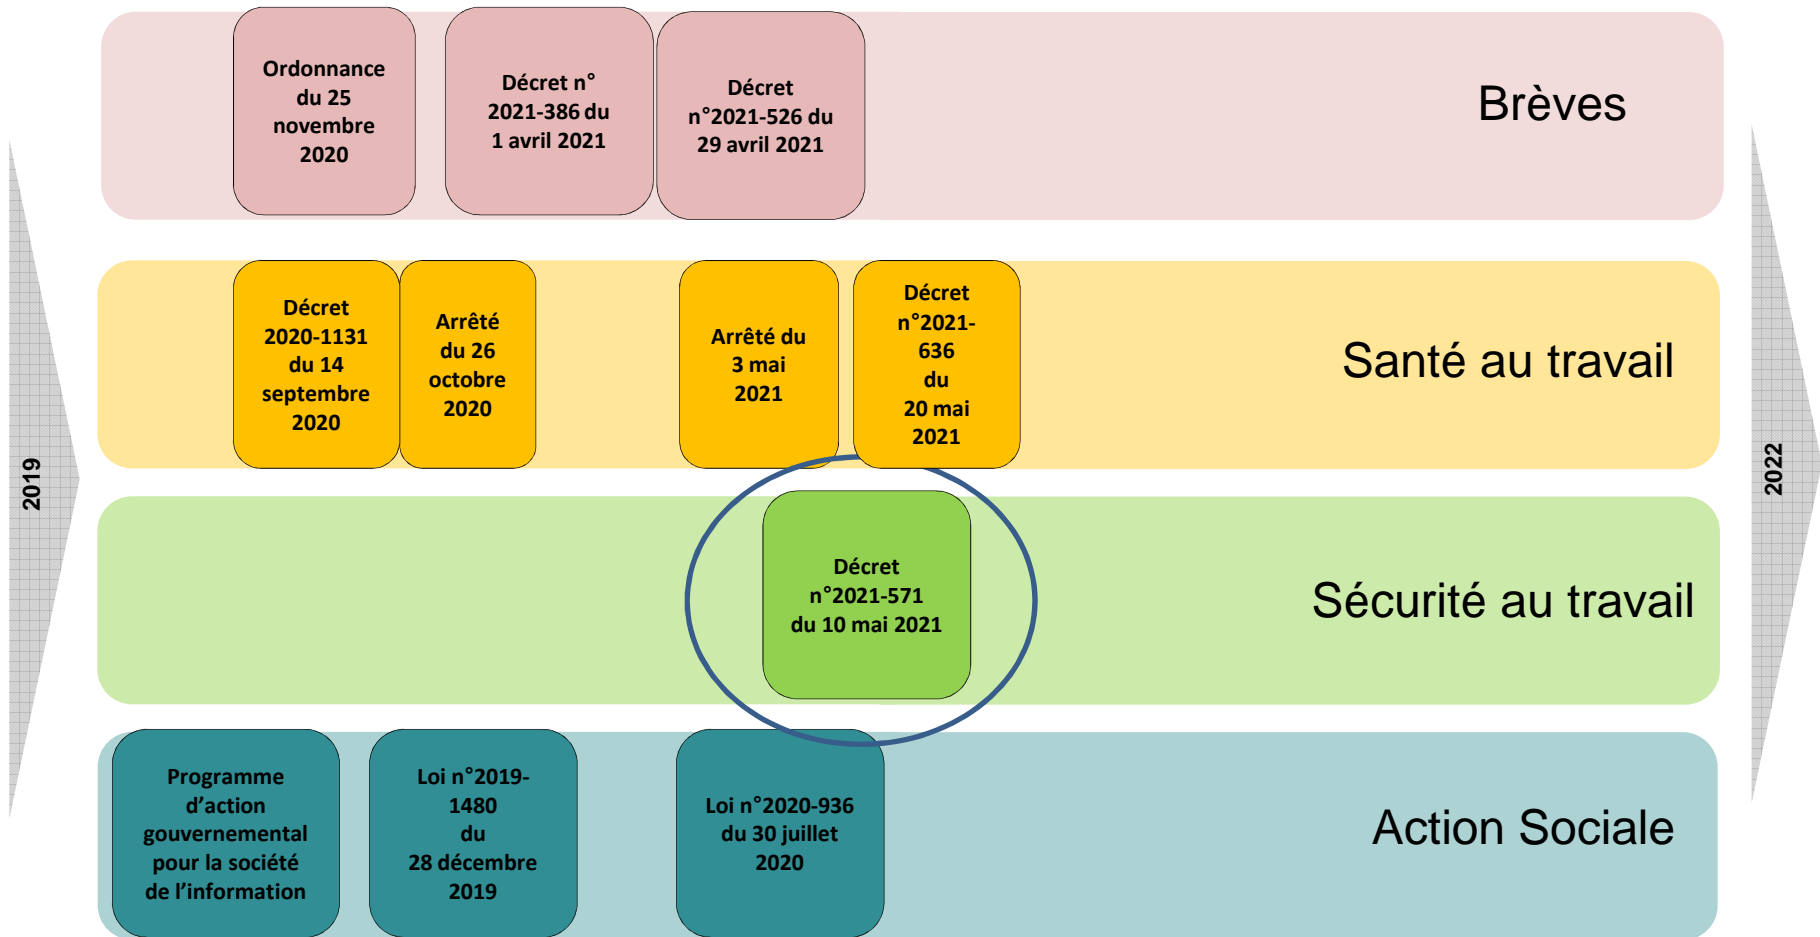 2019
Ordonnance
du 25
novembre
2020
Décret n°
2021-386 du
1 avril 2021
Décret
n°2021-526 du
29 avril 2021
Brèves
Décret
2020-1131
du 14
septembre
2020
Arrêté
du 26
octobre
2020
Arrêté du
3 mai
2021
Décret
n°2021-
636
du
20 mai
2021
Santé au travail
Décret
n°2021-571
du 10 mai 2021
Sécurité au travail
Programme
d’action
gouvernemental
pour la société
de l’information
Loi n°2019-
1480
du
28 décembre
2019
Loi n°2020-936
du 30 juillet
2020
Action Sociale
2022